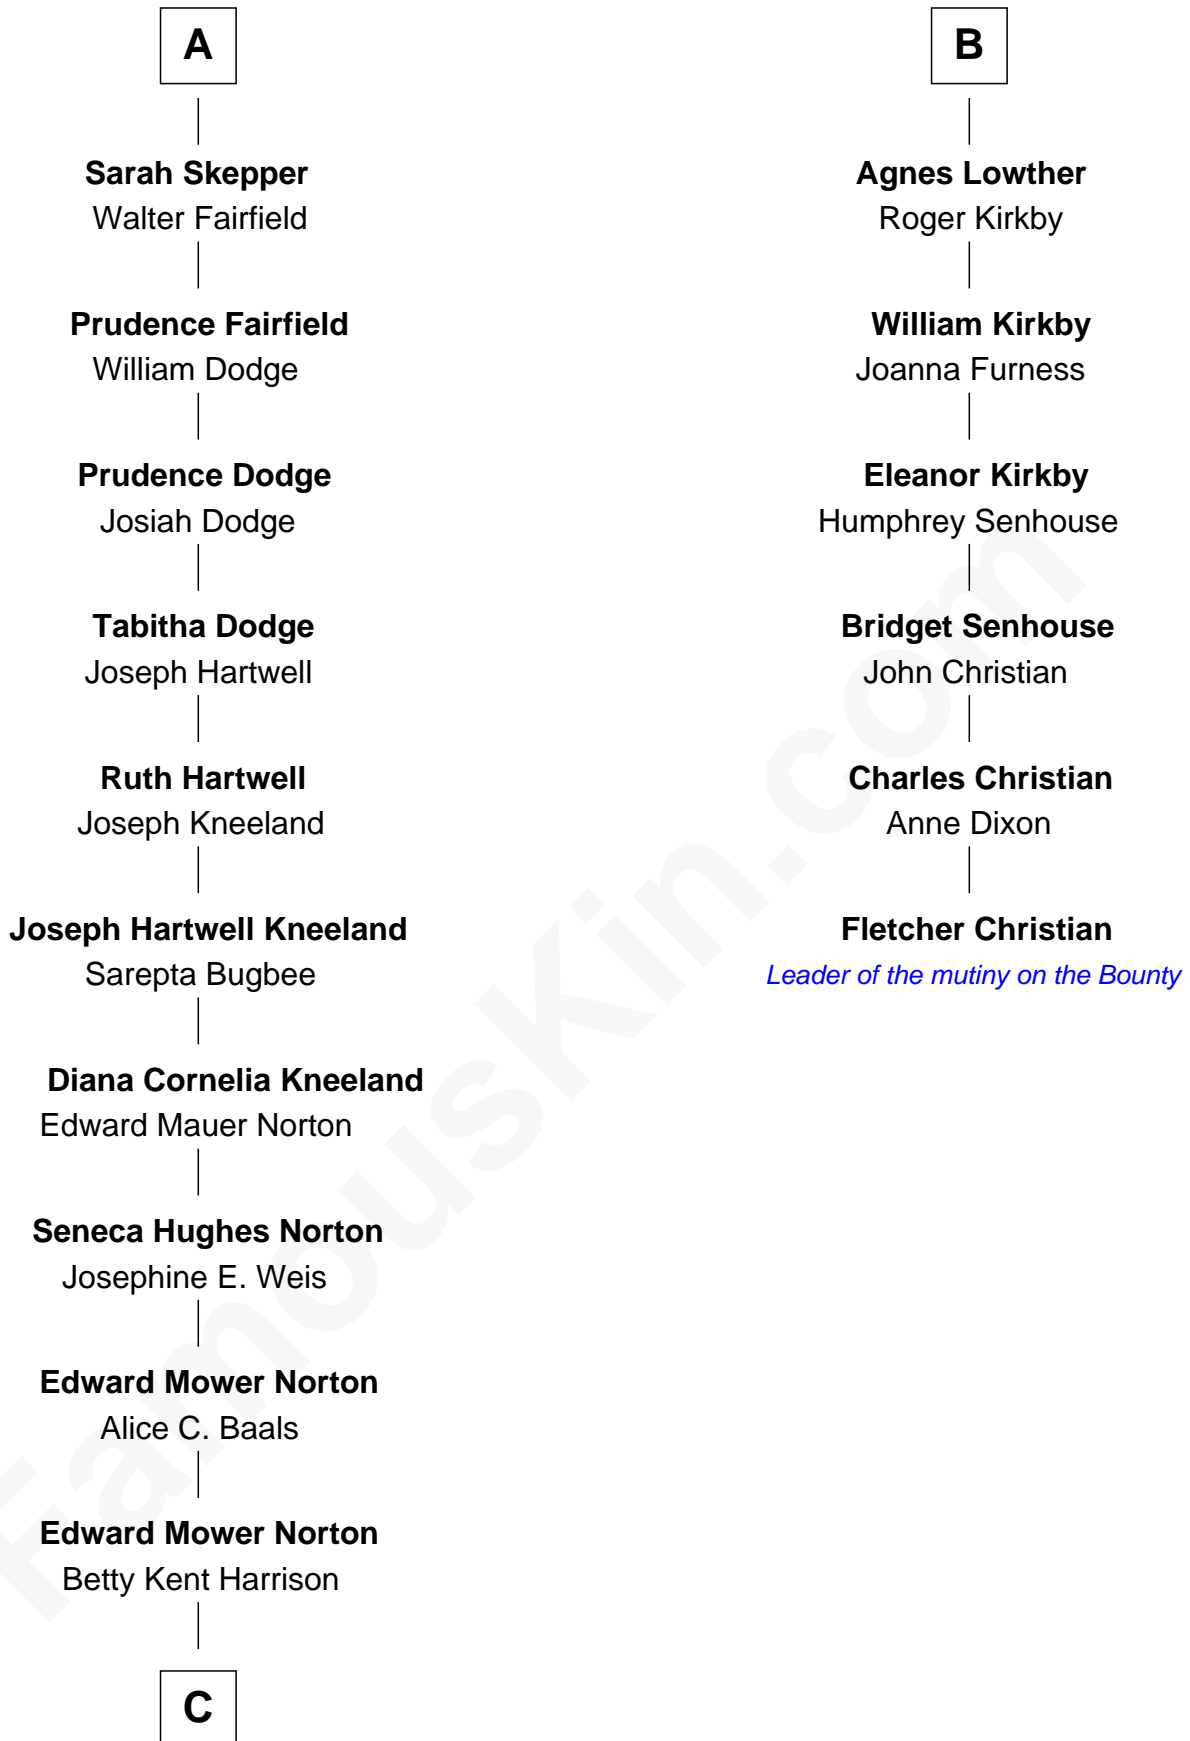 A
Sarah Skepper
Walter Fairfield
Prudence Fairfield
William Dodge
Prudence Dodge
Josiah Dodge
Tabitha Dodge
Joseph Hartwell
Ruth Hartwell
Joseph Kneeland
Joseph Hartwell Kneeland
Sarepta Bugbee
Diana Cornelia Kneeland
Edward Mauer Norton
Seneca Hughes Norton
Josephine E. Weis
Edward Mower Norton
Alice C. Baals
Edward Mower Norton
Betty Kent Harrison
C
B
Agnes Lowther
Roger Kirkby
William Kirkby
Joanna Furness
Eleanor Kirkby
Humphrey Senhouse
Bridget Senhouse
John Christian
Charles Christian
Anne Dixon
Fletcher Christian
Leader of the mutiny on the Bounty
FamousKin.com